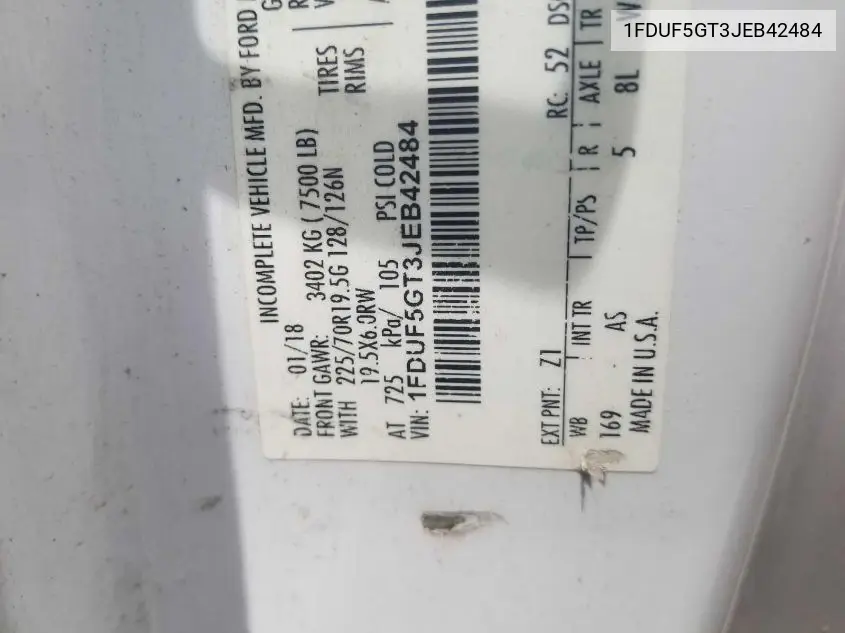 1FDUF5GT3JEB42484
INCOMPLETE VEHICLE MFD. BY FORD
DATE: 01/18
FRONT GAWR: 3402 KG ( 7500 LB)
WITH 225/70R19.5G 128/126N TIRES
19.5X6.0RW RIMS
AT 725 kPa/ 105 PSI COLD
VIN: 1FDUF5GT3JEB42484
EXT PNT: Z1 RC: 52 DS
WB INT TR TP/PS R AXLE TR
169 AS 5 8L
MADE IN U.S.A.